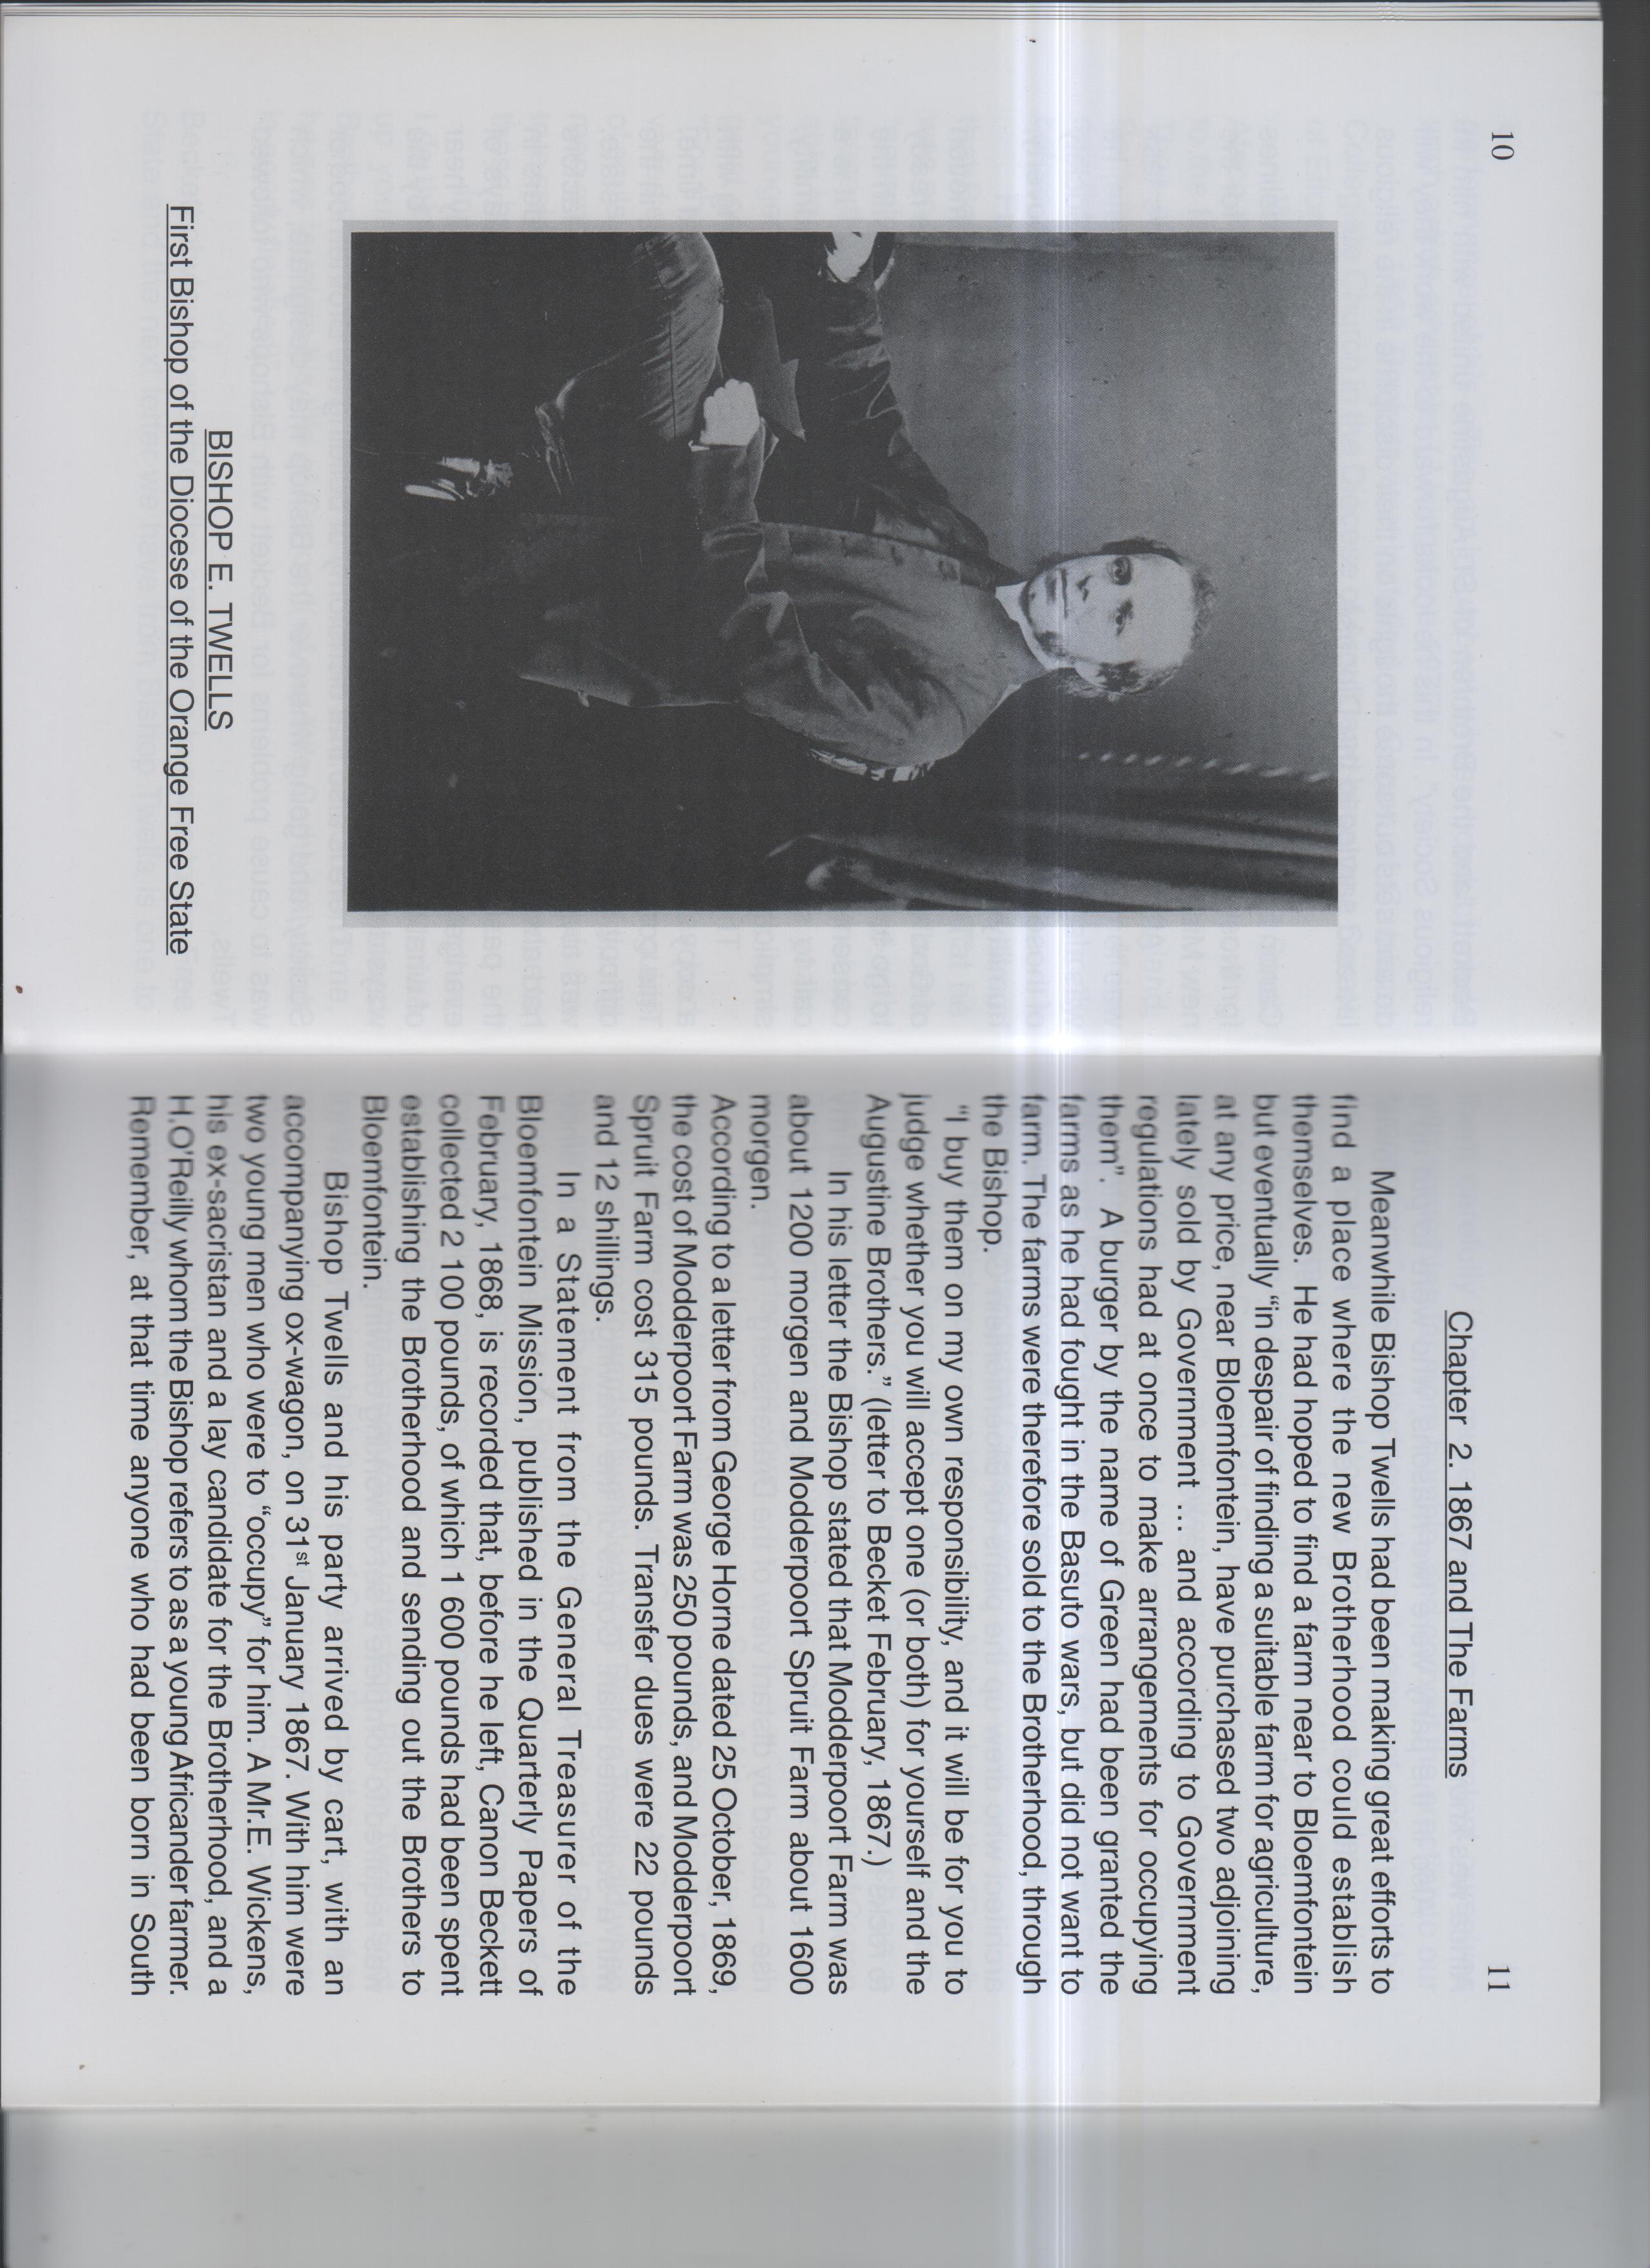 10
BISHOP E. TWELLS
First Bishop of the Diocese of the Orange Free State
11
Chapter 2. 1867 and The Farms
Meanwhile Bishop Twells had been making great efforts to
find a place where the new Brotherhood could establish
themselves. He had hoped to find a farm near to Bloemfontein
but eventually “in despair of finding a suitable farm for agriculture,
at any price, near Bloemfontein, have purchased two adjoining
lately sold by Government ... and according to Government
regulations had at once to make arrangements for occupying
them”. A burger by the name of Green had been granted the
farms as he had fought in the Basuto wars, but did not want to
farm. The farms were therefore sold to the Brotherhood, through
the Bishop.
“I buy them on my own responsibility, and it will be for you to
judge whether you will accept one (or both) for yourself and the
Augustine Brothers.” (letter to Becket February, 1867.)
In his letter the Bishop stated that Modderpoort Farm was
about 1200 morgen and Modderpoort Spruit Farm about 1600
morgen.
According to a letter from George Horne dated 25 October, 1869,
the cost of Modderpoort Farm was 250 pounds, and Modderpoort
Spruit Farm cost 315 pounds. Transfer dues were 22 pounds
and 12 shillings.
In a Statement from the General Treasurer of the
Bloemfontein Mission, published in the Quarterly Papers of
February, 1868, is recorded that, before he left, Canon Beckett
collected 2 100 pounds, of which 1 600 pounds had been spent
establishing the Brotherhood and sending out the Brothers to
Bloemfontein.
Bishop Twells and his party arrived by cart, with an
accompanying ox-wagon, on 31st January 1867. With him were
two young men who were to “occupy” for him. A Mr.E. Wickens,
his ex-sacristan and a lay candidate for the Brotherhood, and a
H.O’Reilly whom the Bishop refers to as a young Africander farmer.
Remember, at that time anyone who had been born in South